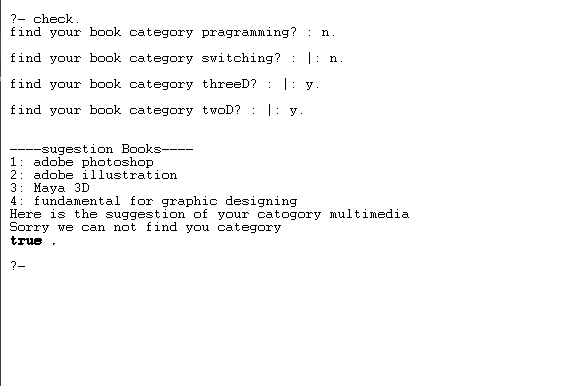 ?- check.
find your book category pragramming? : n.
find your book category switching? : |: n.
find your book category threeD? : |: y.
find your book category twoD? : |: y.
----sugestion Books----
1: adobe photoshop
2: adobe illustration
3: Maya 3D
4: fundamental for graphic designing
Here is the suggestion of your catogory multimedia
Sorry we can not find you category
true .
?-